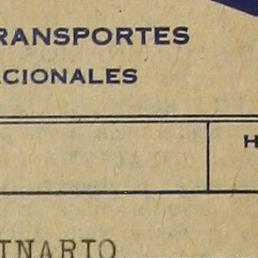 RANSPORTES
CIONALES
H
INARIO